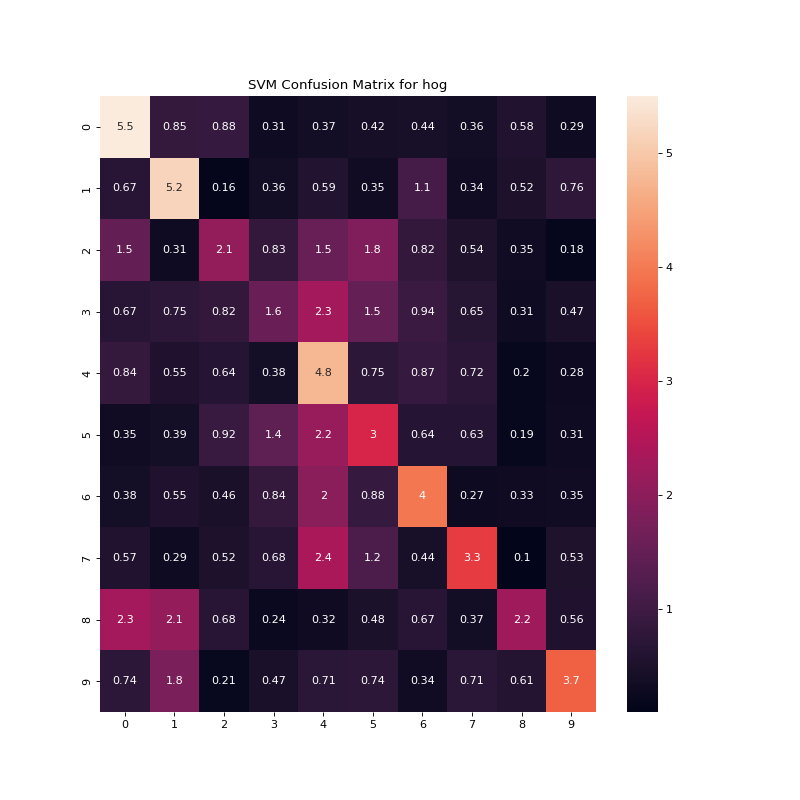 SVM Confusion Matrix for hog
0 5.5 0.85 0.88 0.31 0.37 0.42 0.44 0.36 0.58 0.29
1 0.67 5.2 0.16 0.36 0.59 0.35 1.1 0.34 0.52 0.76
2 1.5 0.31 2.1 0.83 1.5 1.8 0.82 0.54 0.35 0.18
3 0.67 0.75 0.82 1.6 2.3 1.5 0.94 0.65 0.31 0.47
4 0.84 0.55 0.64 0.38 4.8 0.75 0.87 0.72 0.2 0.28
5 0.35 0.39 0.92 1.4 2.2 3 0.64 0.63 0.19 0.31
6 0.38 0.55 0.46 0.84 2 0.88 4 0.27 0.33 0.35
7 0.57 0.29 0.52 0.68 2.4 1.2 0.44 3.3 0.1 0.53
8 2.3 2.1 0.68 0.24 0.32 0.48 0.67 0.37 2.2 0.56
9 0.74 1.8 0.21 0.47 0.71 0.74 0.34 0.71 0.61 3.7
0 1 2 3 4 5 6 7 8 9
5
4
3
2
1